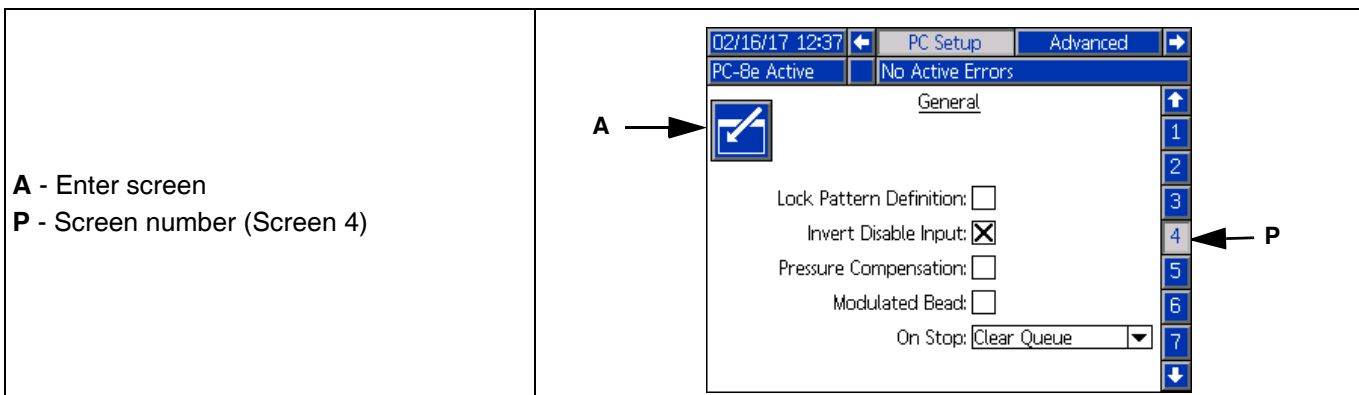 A - Enter screen
P - Screen number (Screen 4)
02/16/17 12:37 PC Setup Advanced
PC-8e Active No Active Errors
General
A
1
2
Lock Pattern Definition: 3
Invert Disable Input: 4 P
Pressure Compensation: 5
Modulated Bead: 6
On Stop: Clear Queue 7